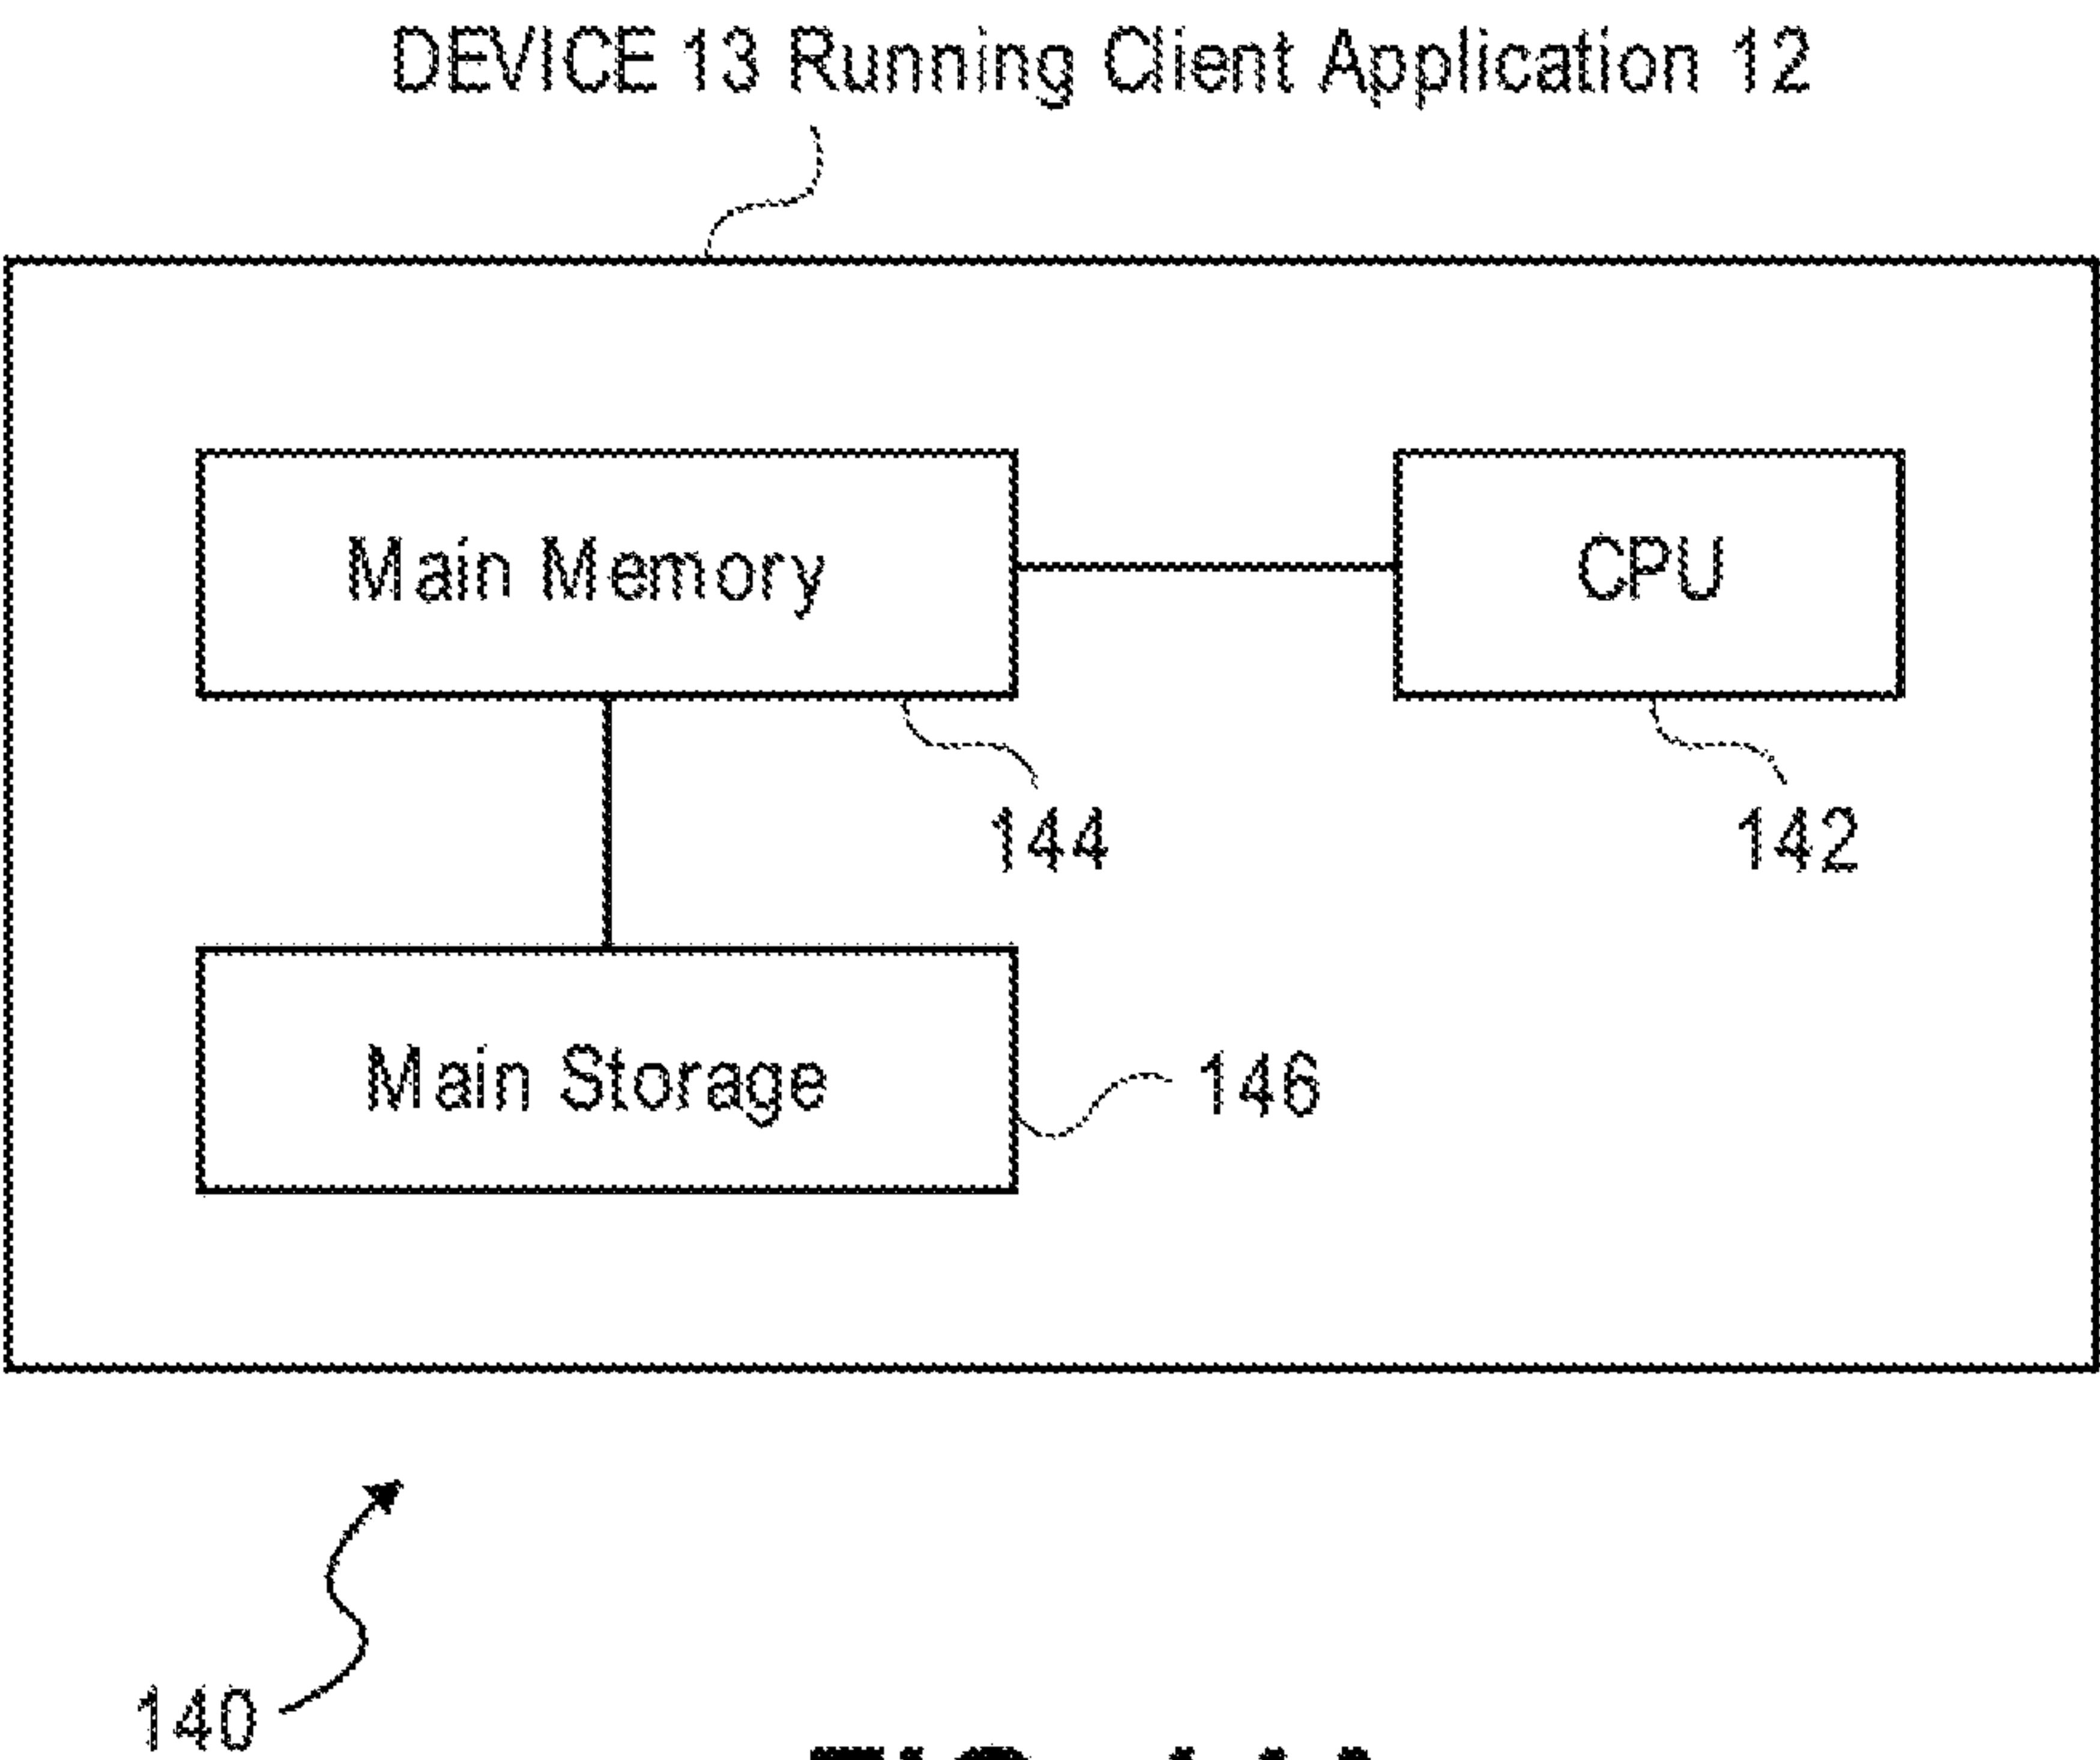 DEVICE 13 Running Client Application 12
Main Memory
CPU
144
142
Main Storage
146
140